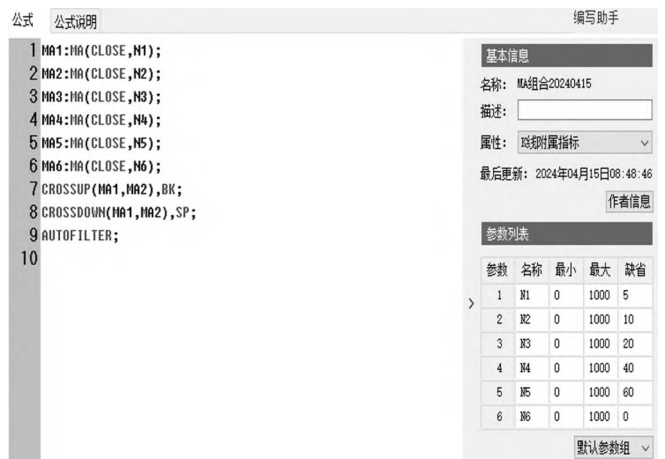 公式 公式说明 编写助手
1 MA1:MA(CLOSE,N1);
2 MA2:MA(CLOSE,N2);
3 MA3:MA(CLOSE,N3);
4 MA4:MA(CLOSE,N4);
5 MA5:MA(CLOSE,N5);
6 MA6:MA(CLOSE,N6);
7 CROSSUP(MA1,MA2),BK;
8 CROSSDOWN(MA1,MA2),SP;
9 AUTOFILTER;
10
基本信息
名称: MA组合20240415
描述:
属性: K线附属指标
最后更新: 2024年04月15日08:48:46
作者信息
参数列表
参数 名称 最小 最大 缺省
1 N1 0 1000 5
2 N2 0 1000 10
3 N3 0 1000 20
4 N4 0 1000 40
5 N5 0 1000 60
6 N6 0 1000 0
默认参数组